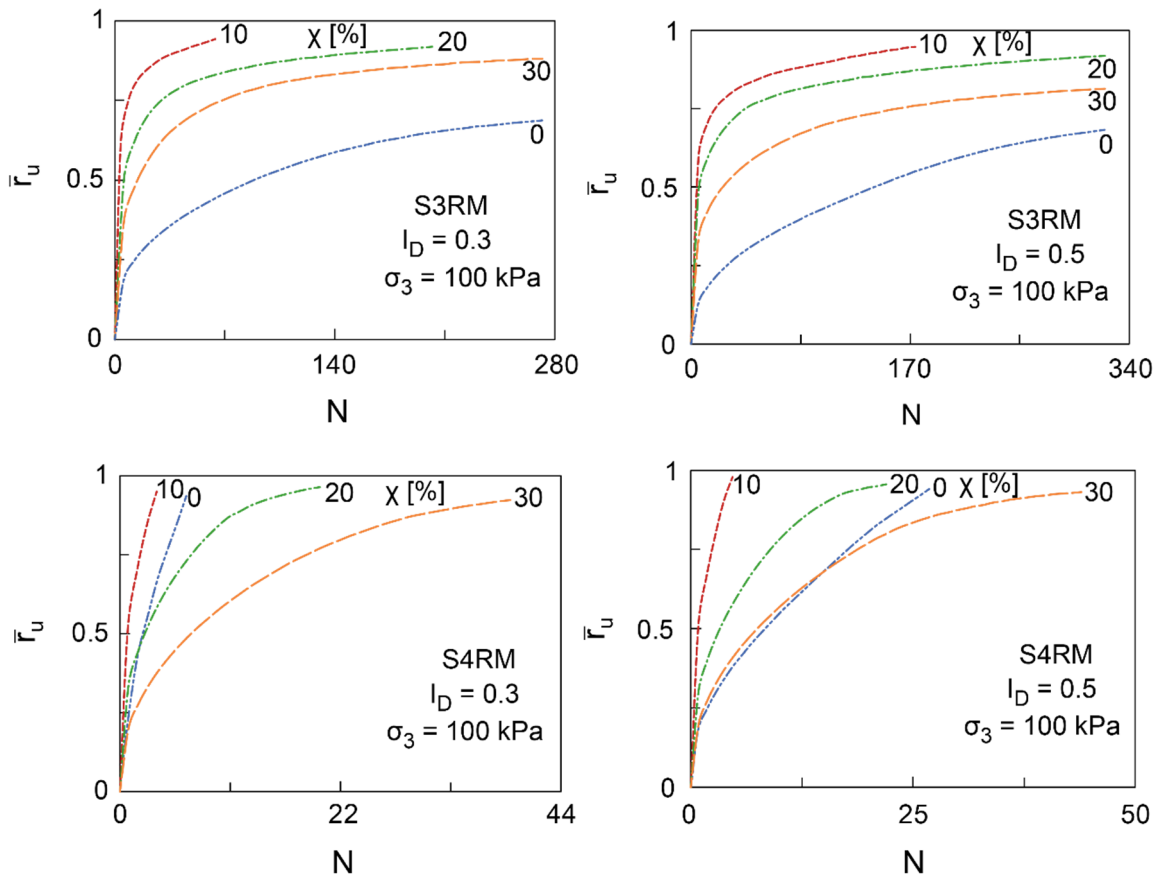 1
10
χ [%]
20
30
0
0.5
r̅u
S3RM
ID = 0.3
σ3 = 100 kPa
0
0
140
280
N
1
10
χ [%]
20
30
0
0.5
r̅u
S3RM
ID = 0.5
σ3 = 100 kPa
0
0
170
340
N
1
10
0
20
χ [%]
30
0.5
r̅u
S4RM
ID = 0.3
σ3 = 100 kPa
0
0
22
44
N
1
10
20
0
χ [%]
30
0.5
r̅u
S4RM
ID = 0.5
σ3 = 100 kPa
0
0
25
50
N